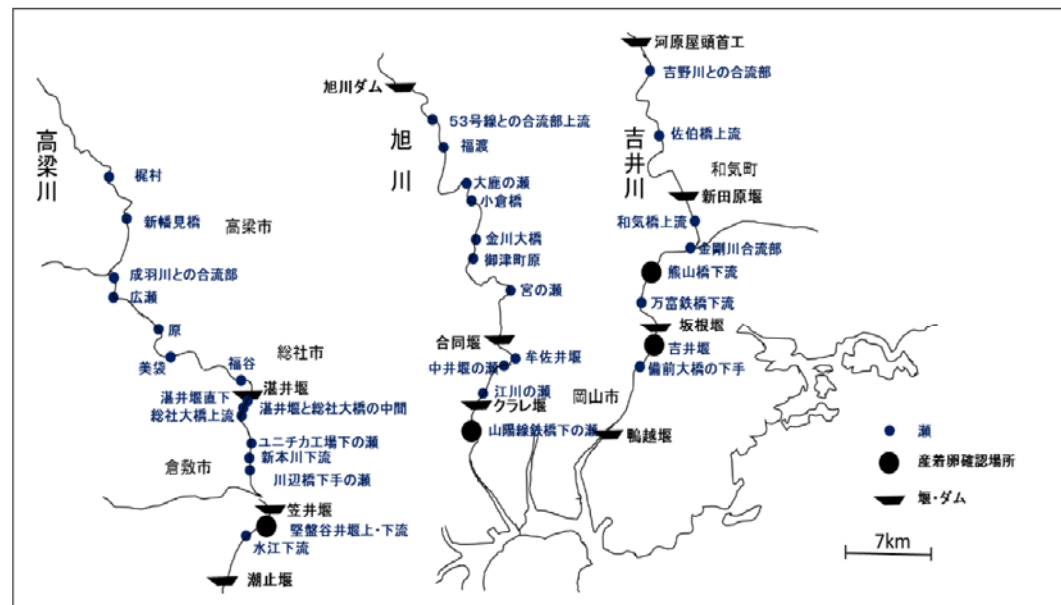 高梁川
梶村
新幡見橋
高梁市
成羽川との合流部
広瀬
原
美袋
総社市
福谷
湛井堰
湛井堰直下
湛井堰と総社大橋の中間
総社大橋上流
ユニチカ工場下の瀬
新本川下流
倉敷市
川辺橋下手の瀬
笠井堰
堅盤谷井堰上・下流
水江下流
潮止堰
旭川ダム
旭川
53号線との合流部上流
福渡
大鹿の瀬
小倉橋
金川大橋
御津町原
宮の瀬
合同堰
牟佐井堰
中井堰の瀬
江川の瀬
クラレ堰
山陽線鉄橋下の瀬
河原屋頭首工
吉野川との合流部
吉井川
佐伯橋上流
和気町
新田原堰
和気橋上流
金剛川合流部
熊山橋下流
万富鉄橋下流
坂根堰
吉井堰
備前大橋の下手
岡山市
鴨越堰
瀬
産着卵確認場所
堰・ダム
7km